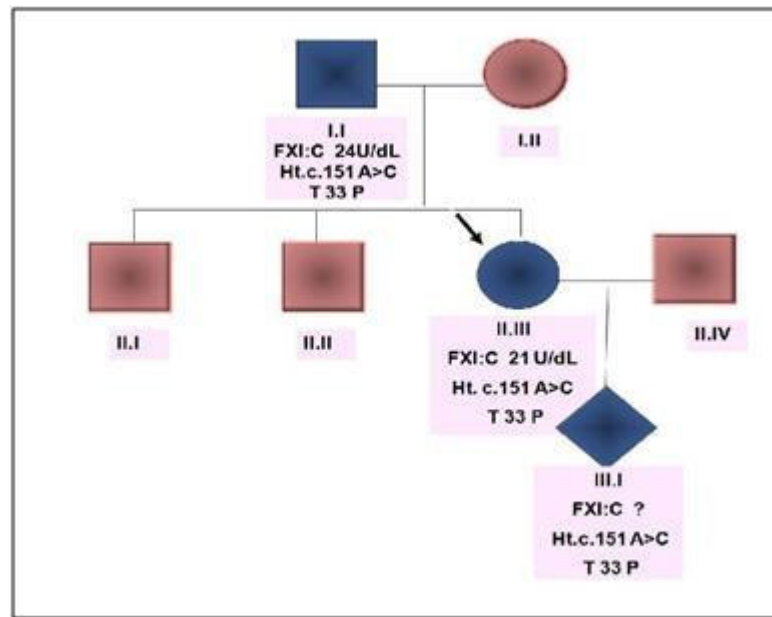 I.I
FXI:C 24U/dL
Ht.c.151 A>C
T 33 P
I.II
II.I
II.II
II.III
FXI:C 21 U/dL
Ht. c.151 A>C
T 33 P
II.IV
III.I
FXI:C ?
Ht.c.151 A>C
T 33 P